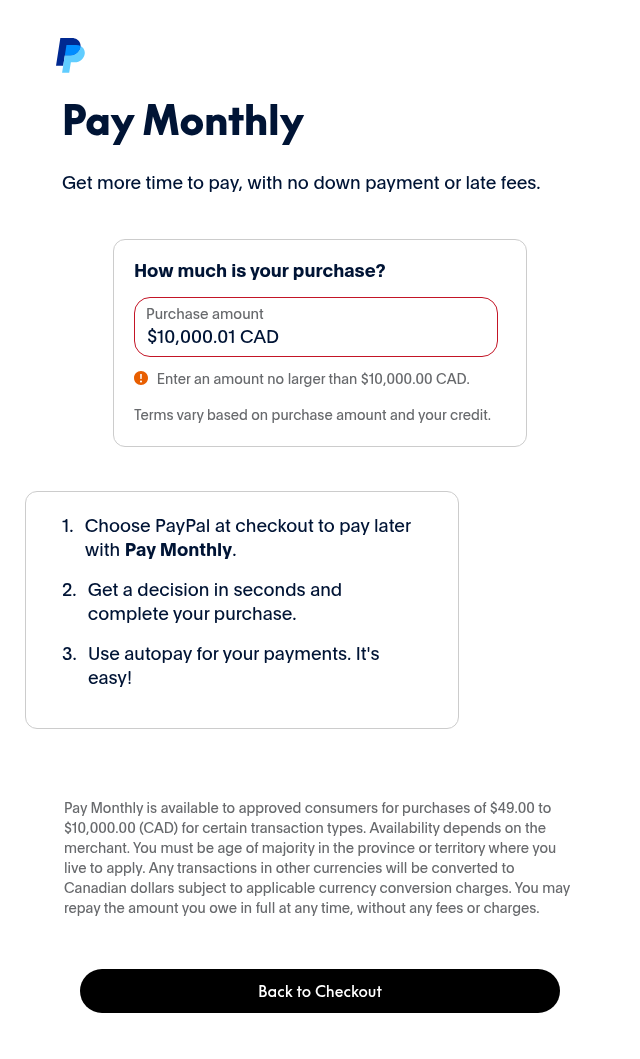 Pay Monthly
Get more time to pay, with no down payment or late fees.
How much is your purchase?
Purchase amount
$10,000.01 CAD
Enter an amount no larger than $10,000.00 CAD.
Terms vary based on purchase amount and your credit.
1. Choose PayPal at checkout to pay later
with Pay Monthly.
2. Get a decision in seconds and
complete your purchase.
3. Use autopay for your payments. It's
easy!
Pay Monthly is available to approved consumers for purchases of $49.00 to
$10,000.00 (CAD) for certain transaction types. Availability depends on the
merchant. You must be age of majority in the province or territory where you
live to apply. Any transactions in other currencies will be converted to
Canadian dollars subject to applicable currency conversion charges. You may
repay the amount you owe in full at any time, without any fees or charges.
Back to Checkout